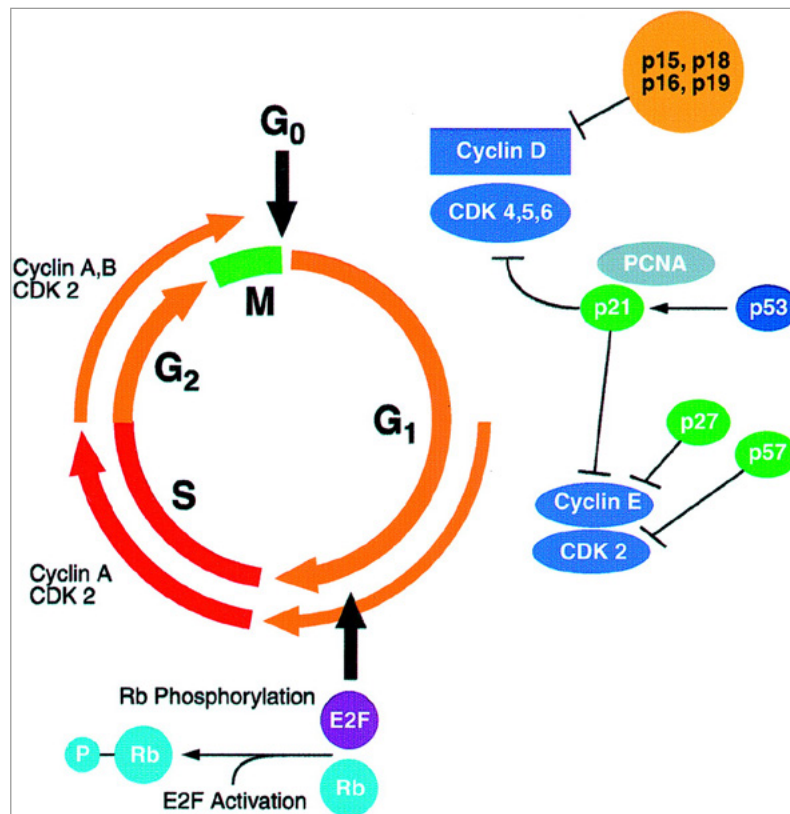 p15, p18
p16, p19
G0
Cyclin D
CDK 4,5,6
Cyclin A,B
CDK 2
PCNA
M
p21
p53
G2
G1
p27
p57
S
Cyclin E
CDK 2
Cyclin A
CDK 2
Rb Phosphorylation
E2F
P
Rb
Rb
E2F Activation